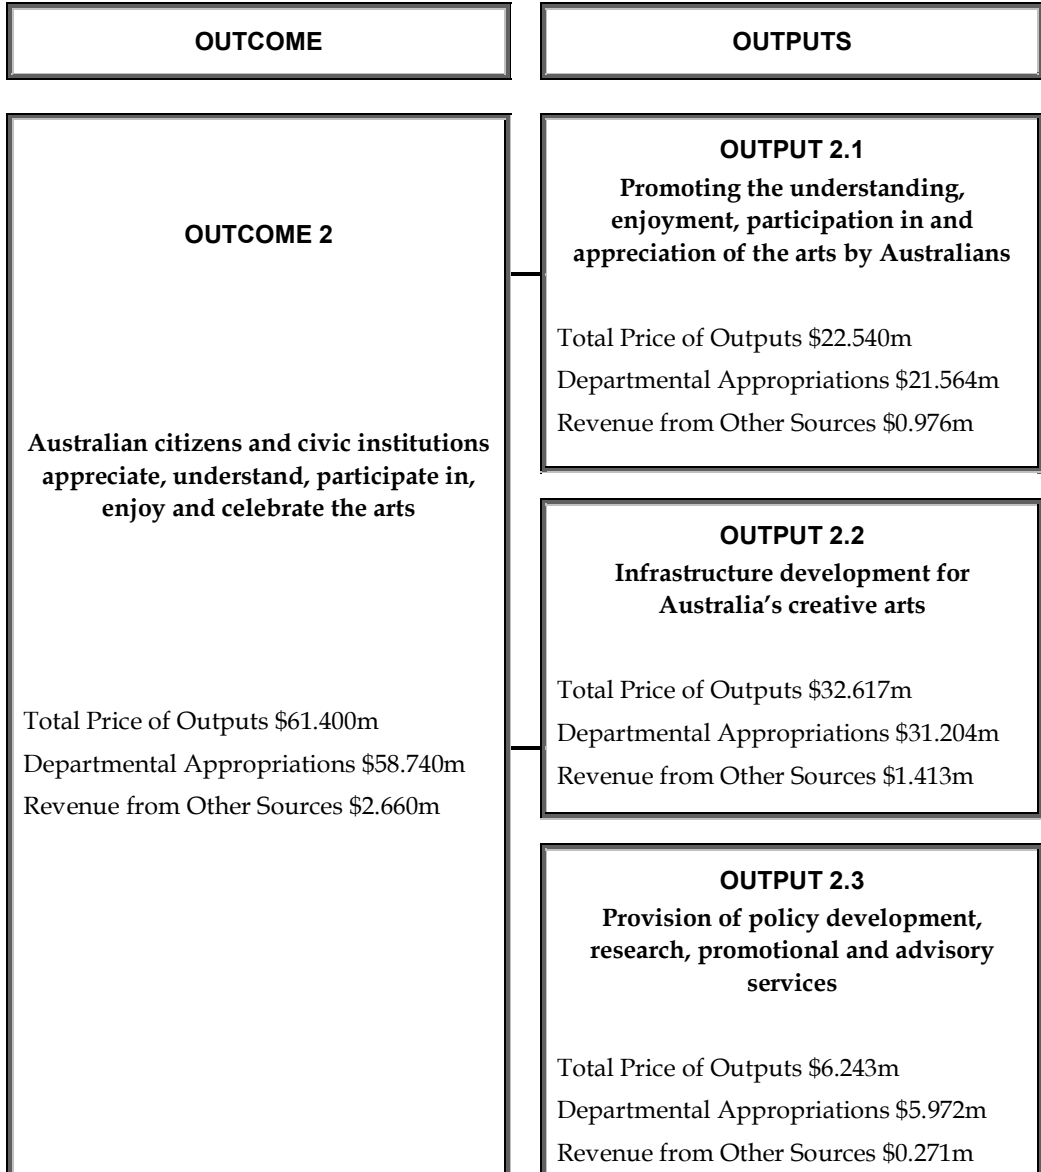 OUTCOME
OUTPUTS
OUTCOME 2
Australian citizens and civic institutions
appreciate, understand, participate in,
enjoy and celebrate the arts
Total Price of Outputs $61.400m
Departmental Appropriations $58.740m
Revenue from Other Sources $2.660m
OUTPUT 2.1
Promoting the understanding,
enjoyment, participation in and
appreciation of the arts by Australians
Total Price of Outputs $22.540m
Departmental Appropriations $21.564m
Revenue from Other Sources $0.976m
OUTPUT 2.2
Infrastructure development for
Australia’s creative arts
Total Price of Outputs $32.617m
Departmental Appropriations $31.204m
Revenue from Other Sources $1.413m
OUTPUT 2.3
Provision of policy development,
research, promotional and advisory
services
Total Price of Outputs $6.243m
Departmental Appropriations $5.972m
Revenue from Other Sources $0.271m